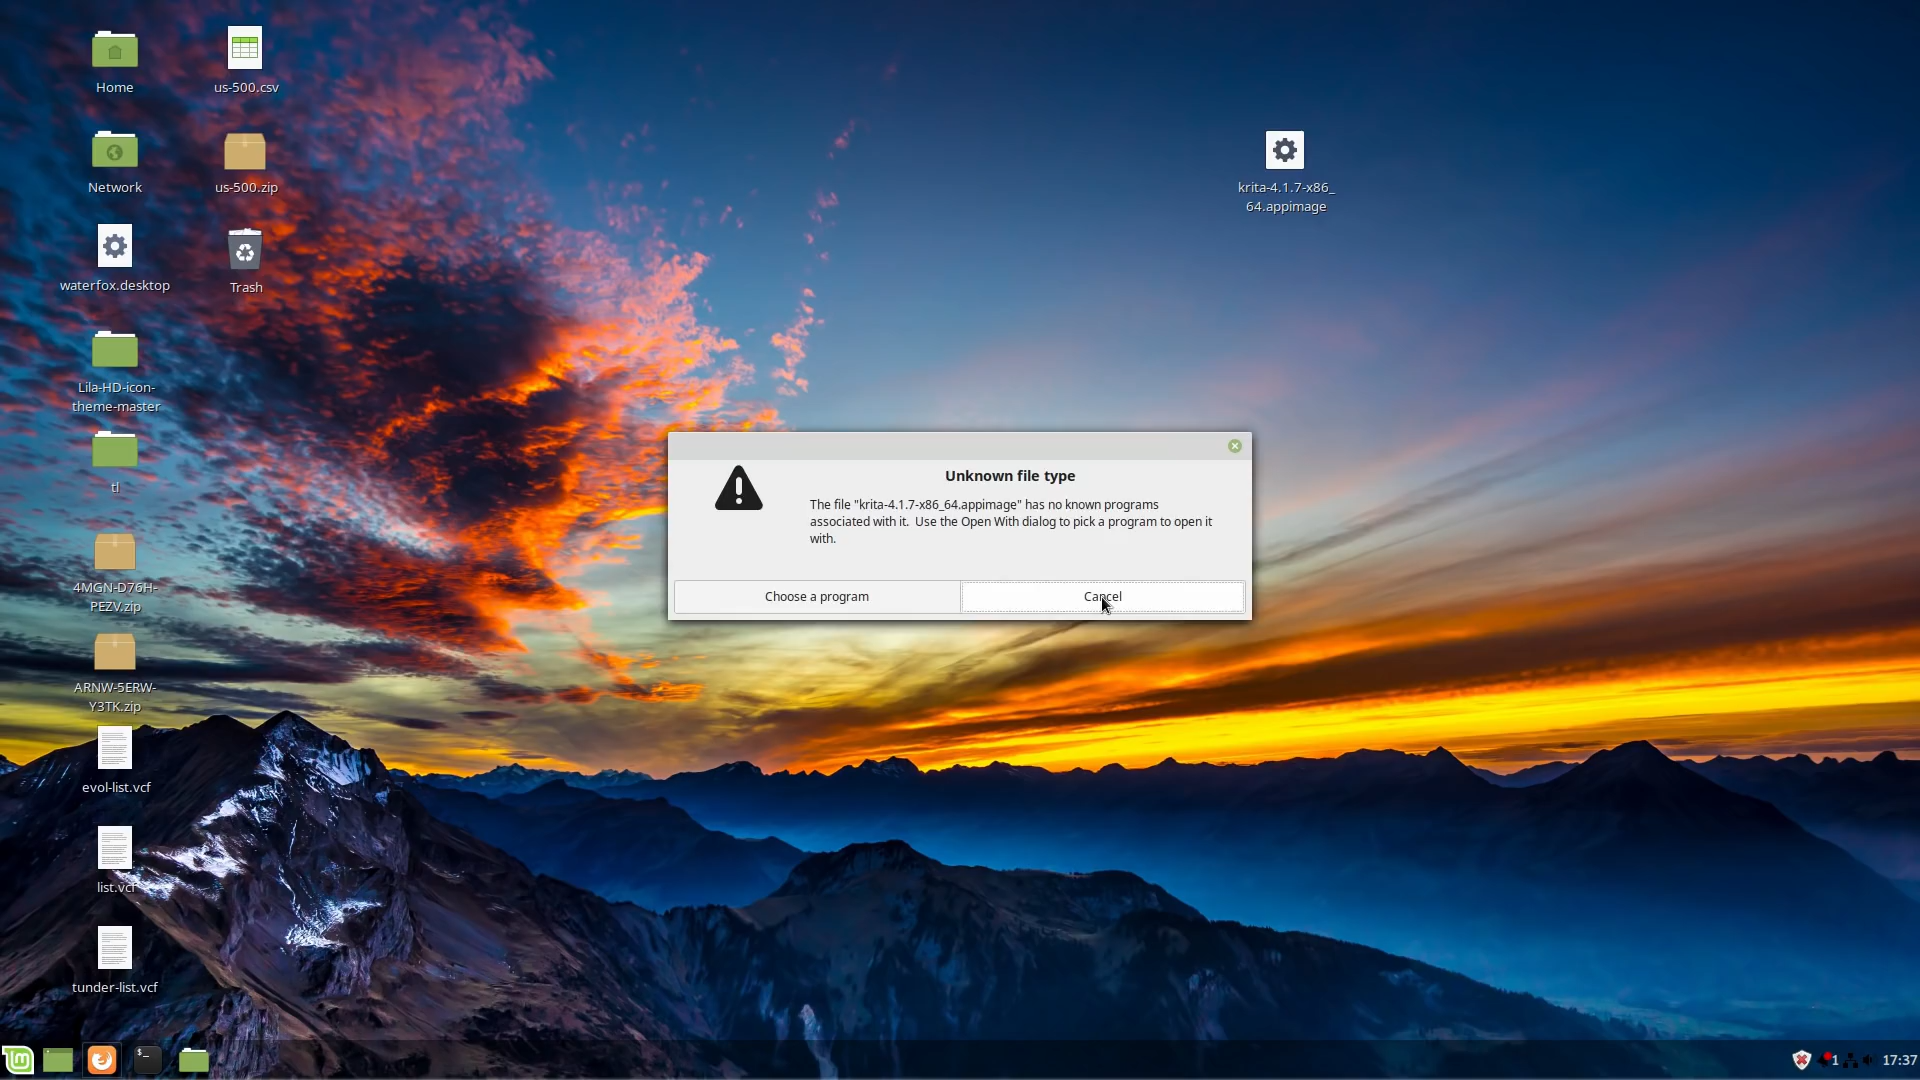 Home
us-500.csv
Network
us-500.zip
krita-4.1.7-x86_
64.appimage
waterfox.desktop
Trash
Lila-HD-icon-
theme-master
tl
4MGN-D76H-
PEZV.zip
ARNW-5ERW-
Y3TK.zip
evol-list.vcf
list.vcf
tunder-list.vcf
Unknown file type
The file "krita-4.1.7-x86_64.appimage" has no known programs
associated with it.  Use the Open With dialog to pick a program to open it
with.
Choose a program
Cancel
$_
1
17:37